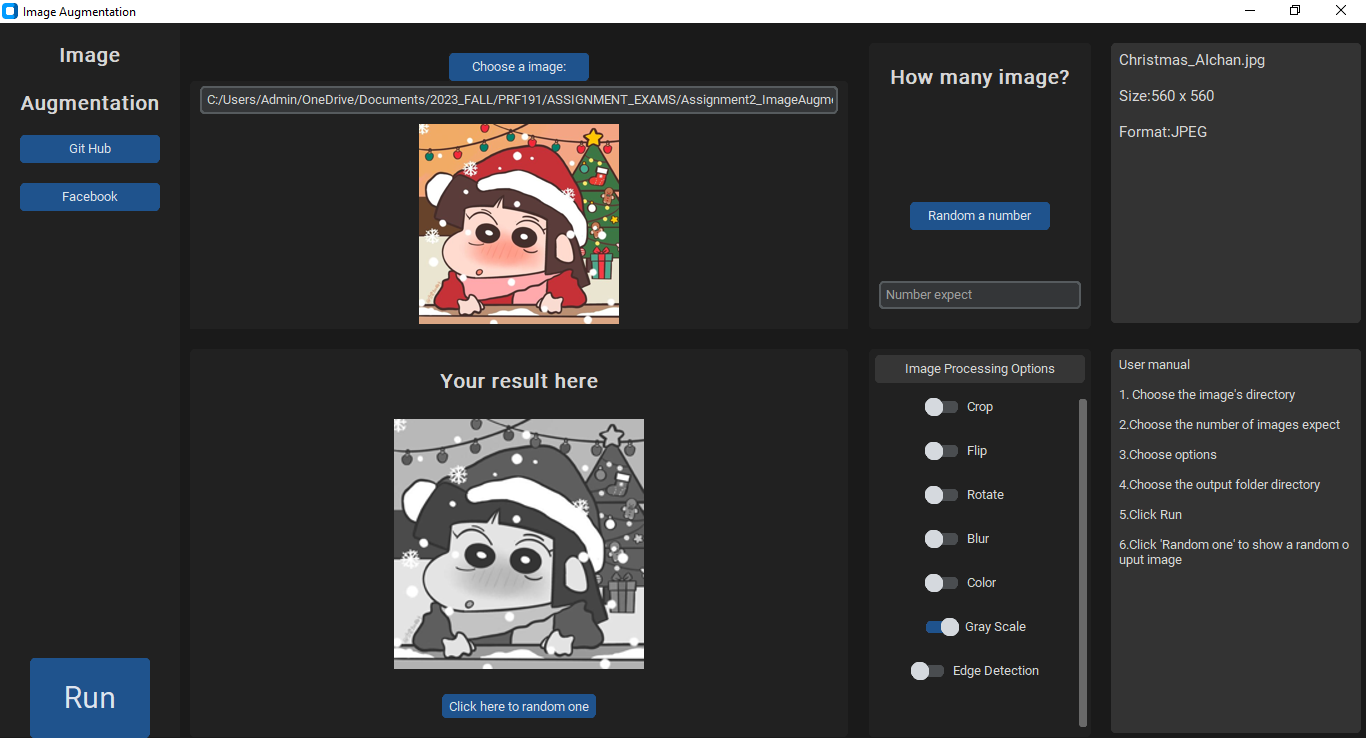 Image Augmentation
Image
Augmentation
Git Hub
Facebook
Run
Choose a image:
C:/Users/Admin/OneDrive/Documents/2023_FALL/PRF191/ASSIGNMENT_EXAMS/Assignment2_ImageAugme
Your result here
Click here to random one
How many image?
Random a number
Number expect
Image Processing Options
Crop
Flip
Rotate
Blur
Color
Gray Scale
Edge Detection
Christmas_AIchan.jpg
Size:560 x 560
Format:JPEG
User manual
1. Choose the image's directory
2.Choose the number of images expect
3.Choose options
4.Choose the output folder directory
5.Click Run
6.Click 'Random one' to show a random o
uput image